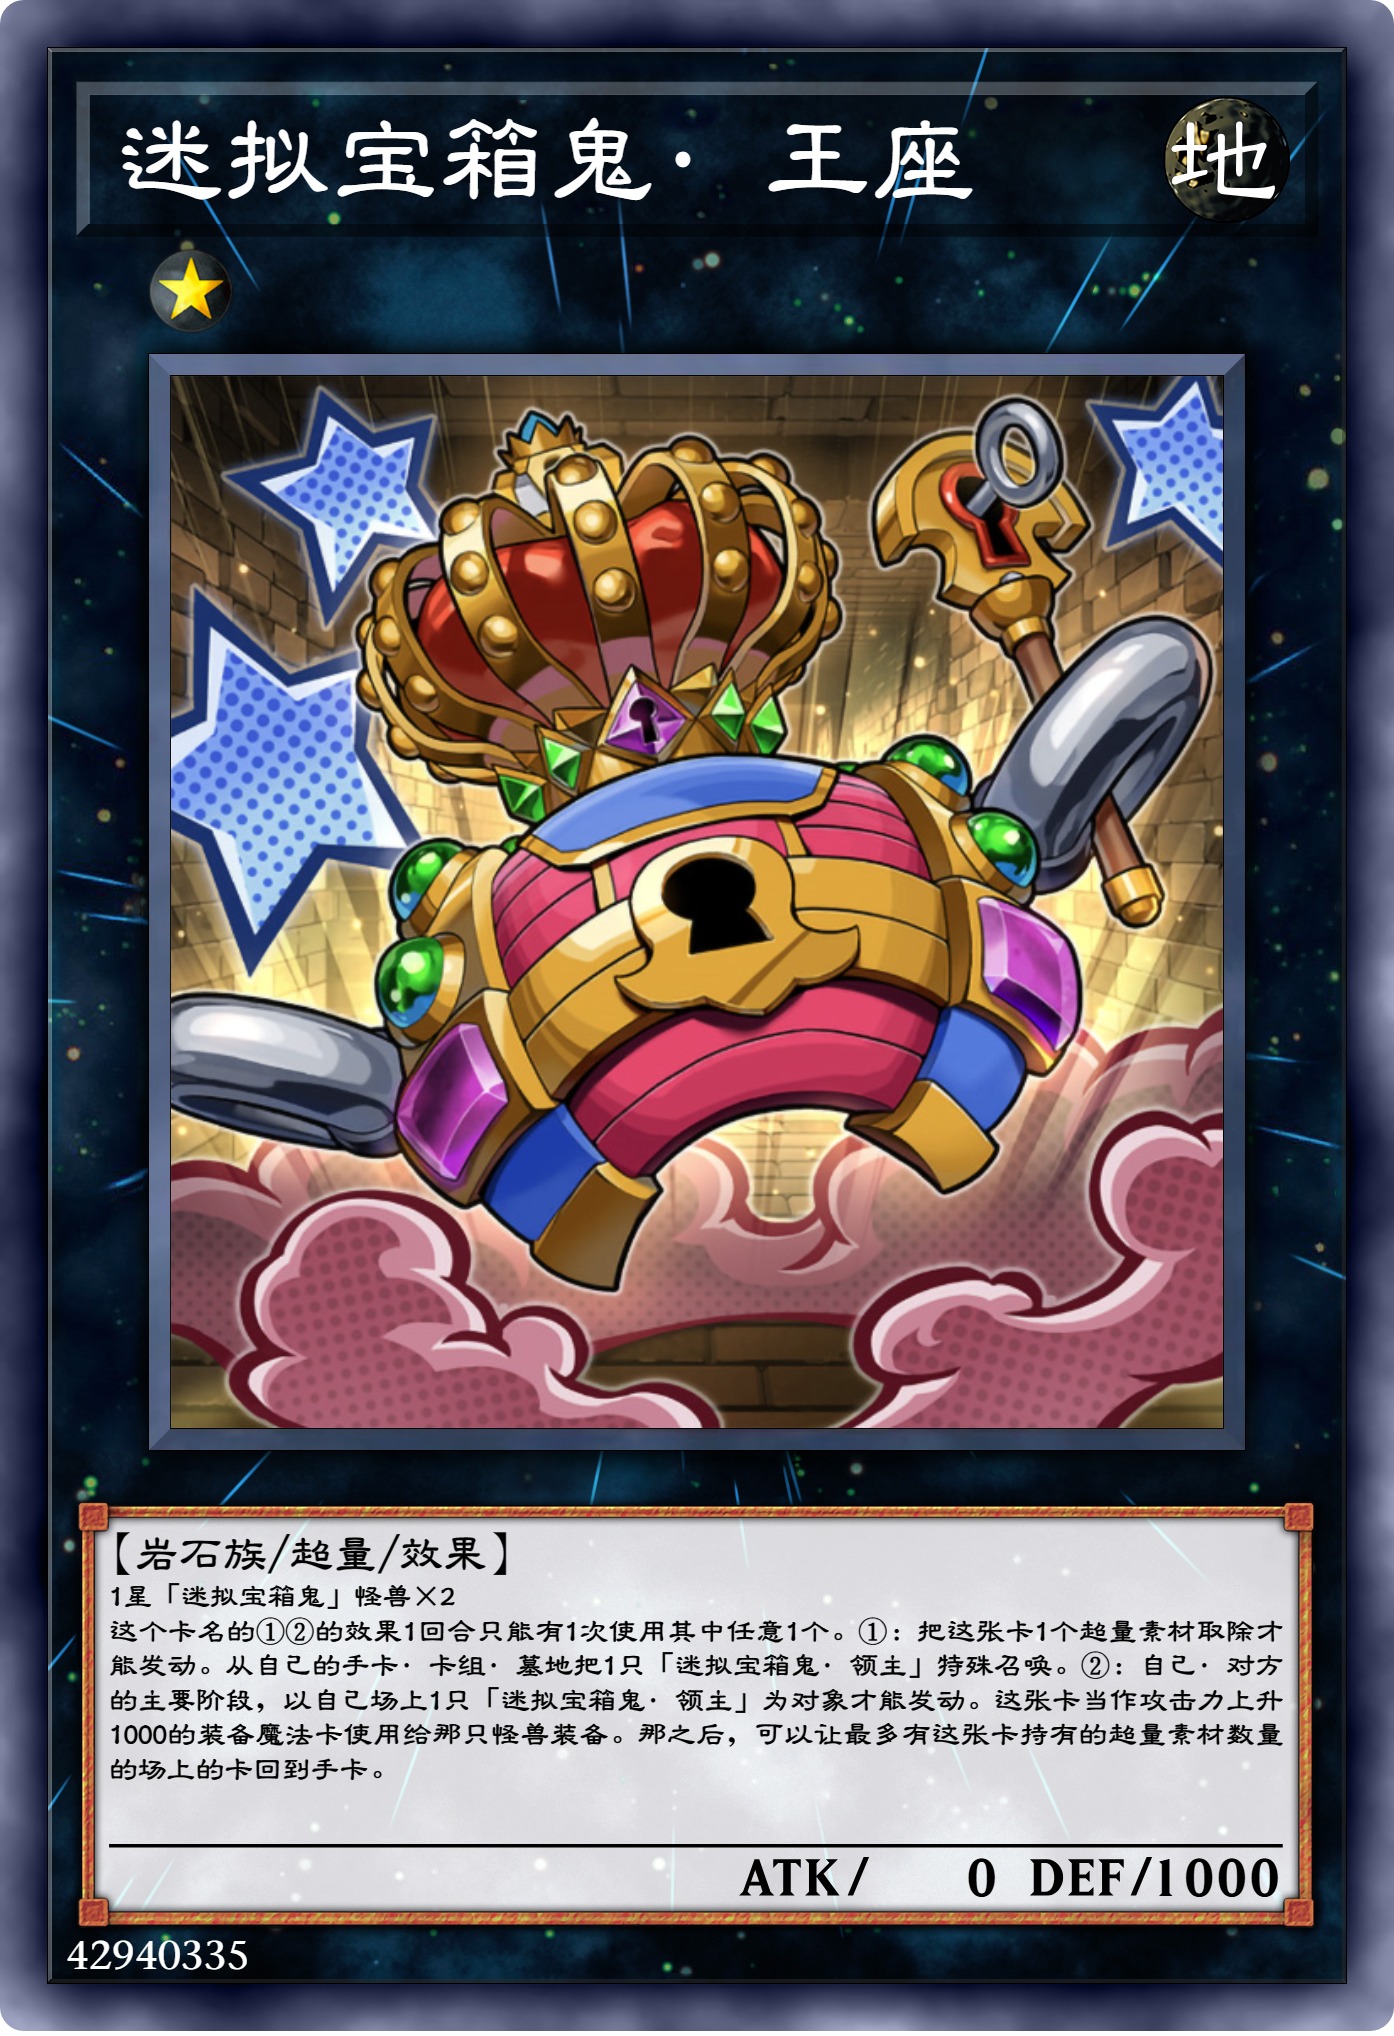 迷拟宝箱鬼· 王座
地
【岩石族/超量/效果】
1星「迷拟宝箱鬼」怪兽×2
这个卡名的①②的效果1回合只能有1次使用其中任意1个。①：把这张卡1个超量素材取除才
能发动。从自己的手卡·卡组·墓地把1只「迷拟宝箱鬼·领主」特殊召唤。②：自己·对方
的主要阶段，以自己场上1只「迷拟宝箱鬼·领主」为对象才能发动。这张卡当作攻击力上升
1000的装备魔法卡使用给那只怪兽装备。那之后，可以让最多有这张卡持有的超量素材数量
的场上的卡回到手卡。
ATK/ 0 DEF/1000
42940335